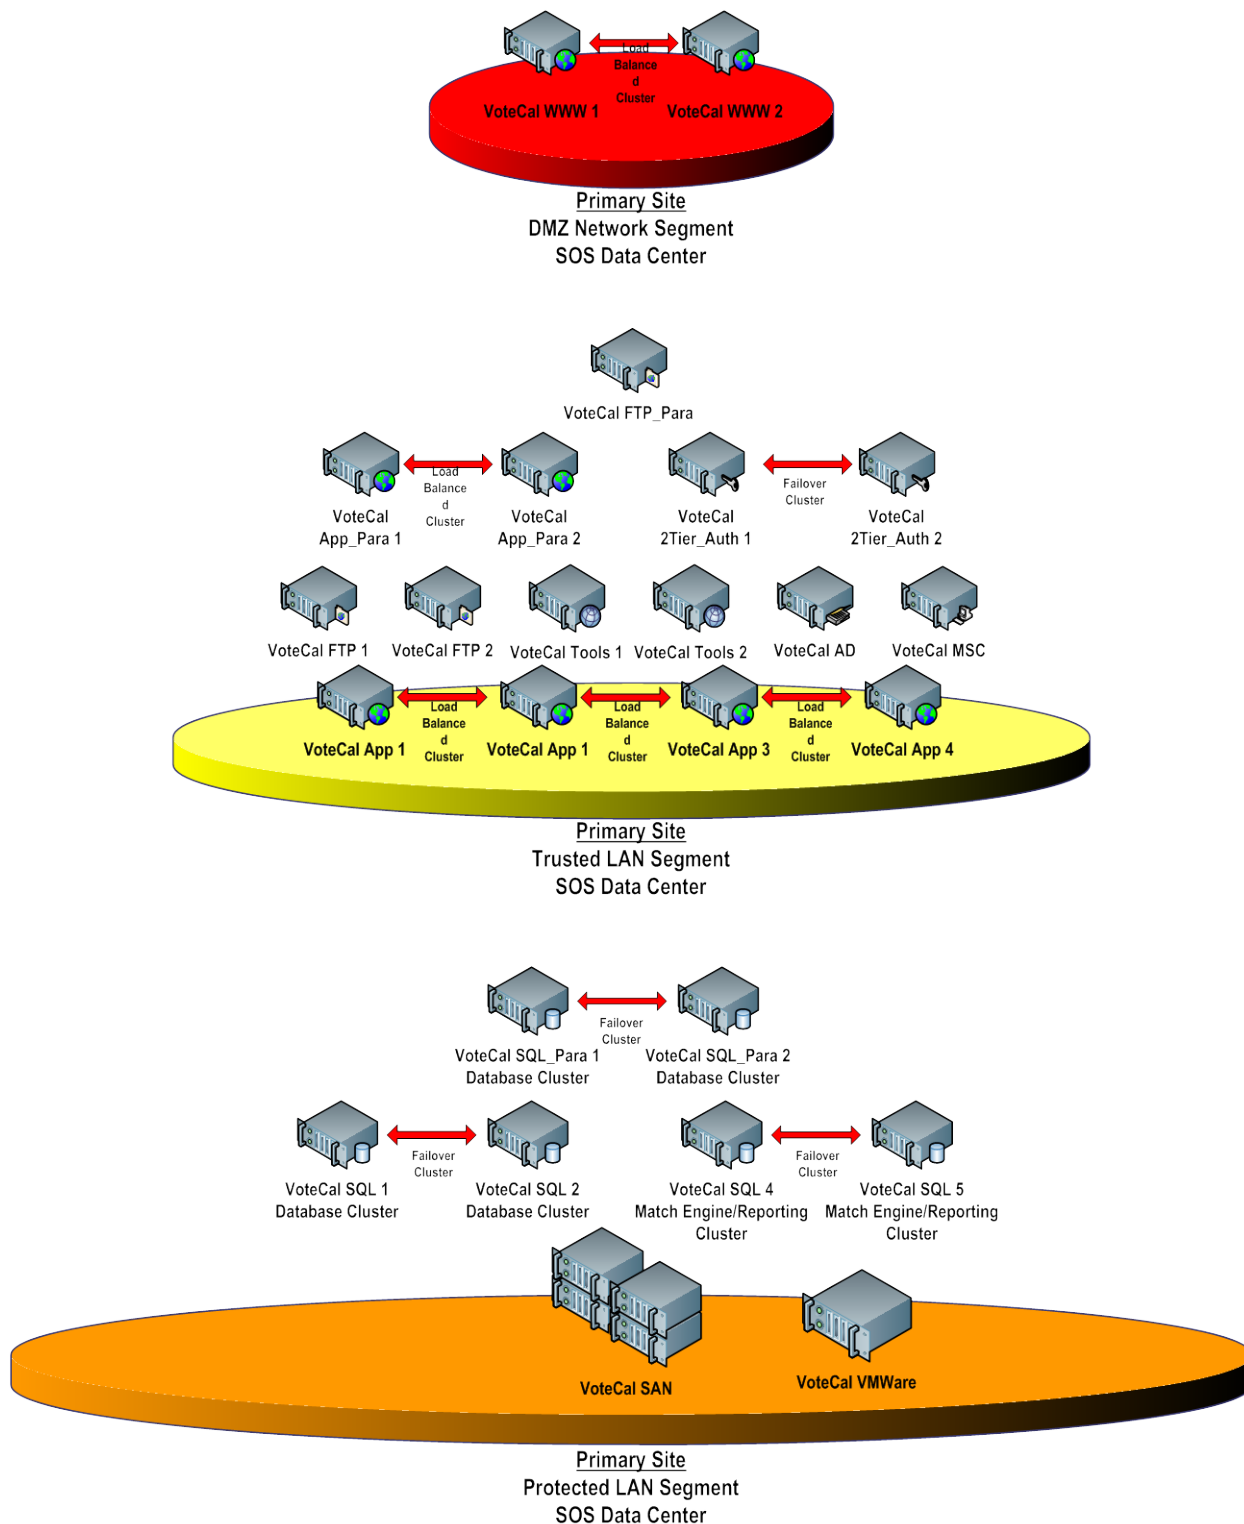 Load
Balance
d
Cluster
VoteCal WWW 1
VoteCal WWW 2
Primary Site
DMZ Network Segment
SOS Data Center
VoteCal FTP_Para
Load
Balance
d
Cluster
Failover
Cluster
VoteCal
App_Para 1
VoteCal
App_Para 2
VoteCal
2Tier_Auth 1
VoteCal
2Tier_Auth 2
VoteCal FTP 1
VoteCal FTP 2
VoteCal Tools 1
VoteCal Tools 2
VoteCal AD
VoteCal MSC
Load
Balance
d
Cluster
Load
Balance
d
Cluster
Load
Balance
d
Cluster
VoteCal App 1
VoteCal App 1
VoteCal App 3
VoteCal App 4
Primary Site
Trusted LAN Segment
SOS Data Center
Failover
Cluster
VoteCal SQL_Para 1
Database Cluster
VoteCal SQL_Para 2
Database Cluster
Failover
Cluster
Failover
Cluster
VoteCal SQL 1
Database Cluster
VoteCal SQL 2
Database Cluster
VoteCal SQL 4
Match Engine/Reporting
Cluster
VoteCal SQL 5
Match Engine/Reporting
Cluster
VoteCal SAN
VoteCal VMWare
Primary Site
Protected LAN Segment
SOS Data Center